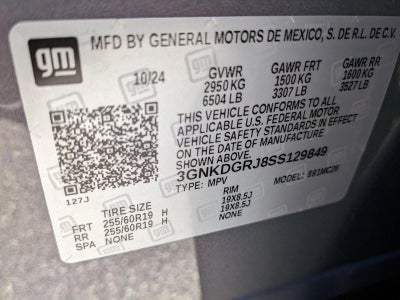 gm
MFD BY GENERAL MOTORS DE MEXICO, S. DE R.L. DE C.V.
10/24 GVWR GAWR FRT GAWR RR
2950 KG 1500 KG 1600 KG
6504 LB 3307 LB 3527 LB
THIS VEHICLE CONFORMS TO ALL
APPLICABLE U.S. FEDERAL MOTOR
VEHICLE SAFETY STANDARDS IN EFFECT
ON THE DATE OF MANUFACTURE
SHOWN ABOVE.
3GNKDGRJ8SS129849
TYPE: MPV MODEL: 891MC26
127J
TIRE SIZE RIM
FRT 255/60R19 H 19X8.5J
RR 255/60R19 H 19X8.5J
SPA NONE NONE